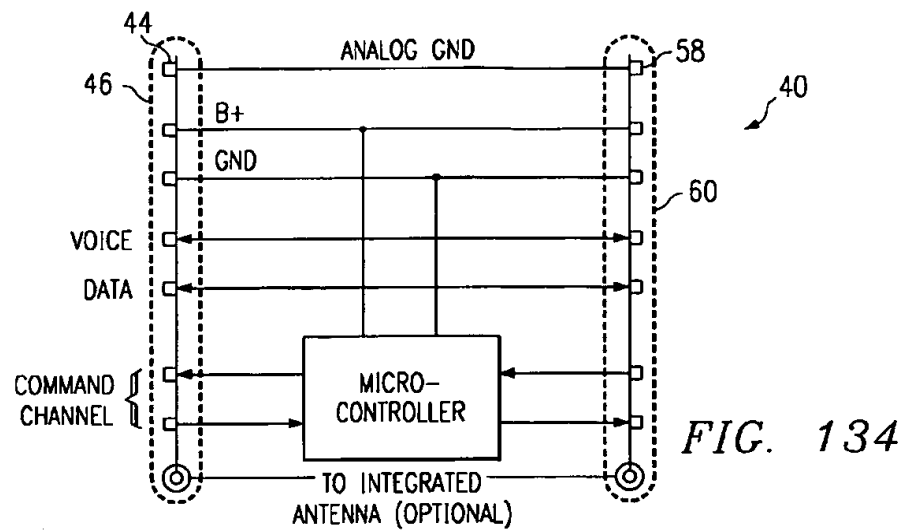 44
ANALOG GND
58
46
40
B+
GND
60
VOICE
DATA
COMMAND
CHANNEL
MICRO-
CONTROLLER
FIG. 134
TO INTEGRATED
ANTENNA (OPTIONAL)